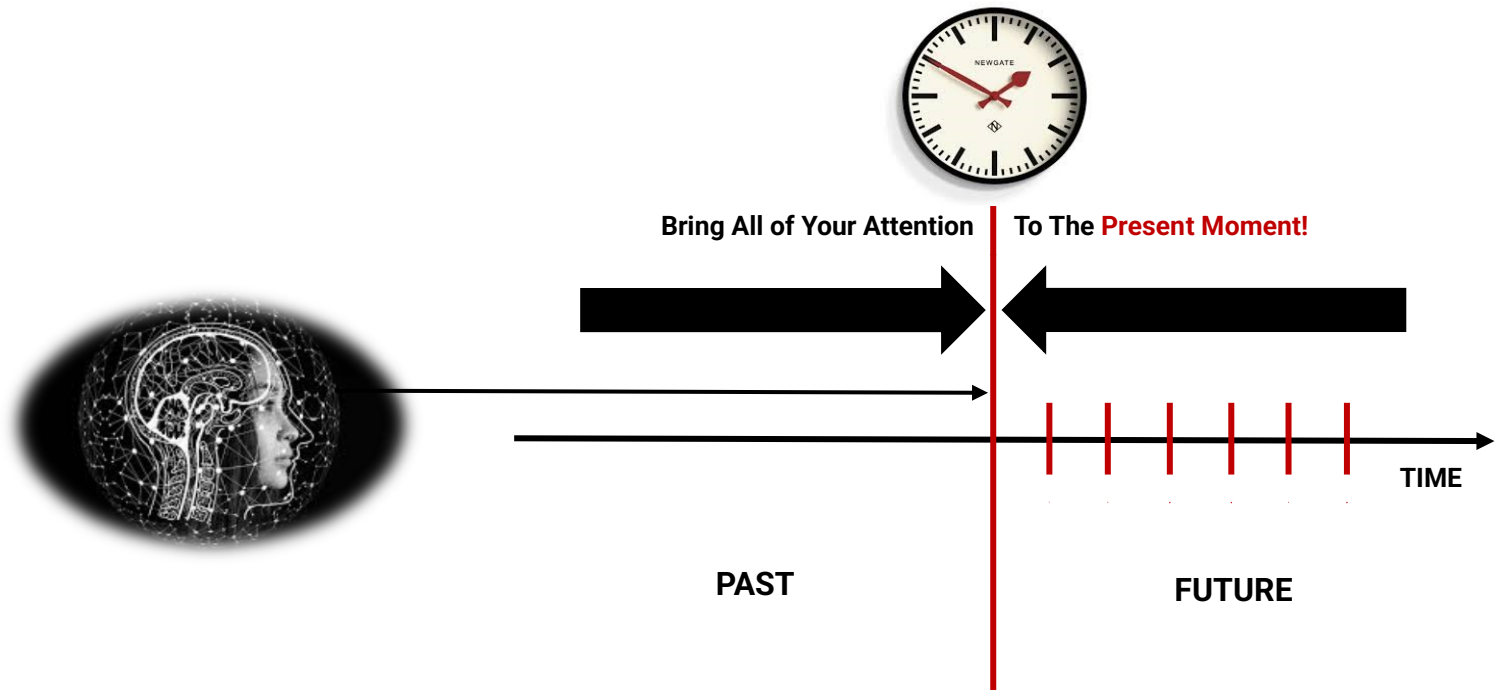 NEWGATE
N
Bring All of Your Attention To The Present Moment!
TIME
PAST
FUTURE